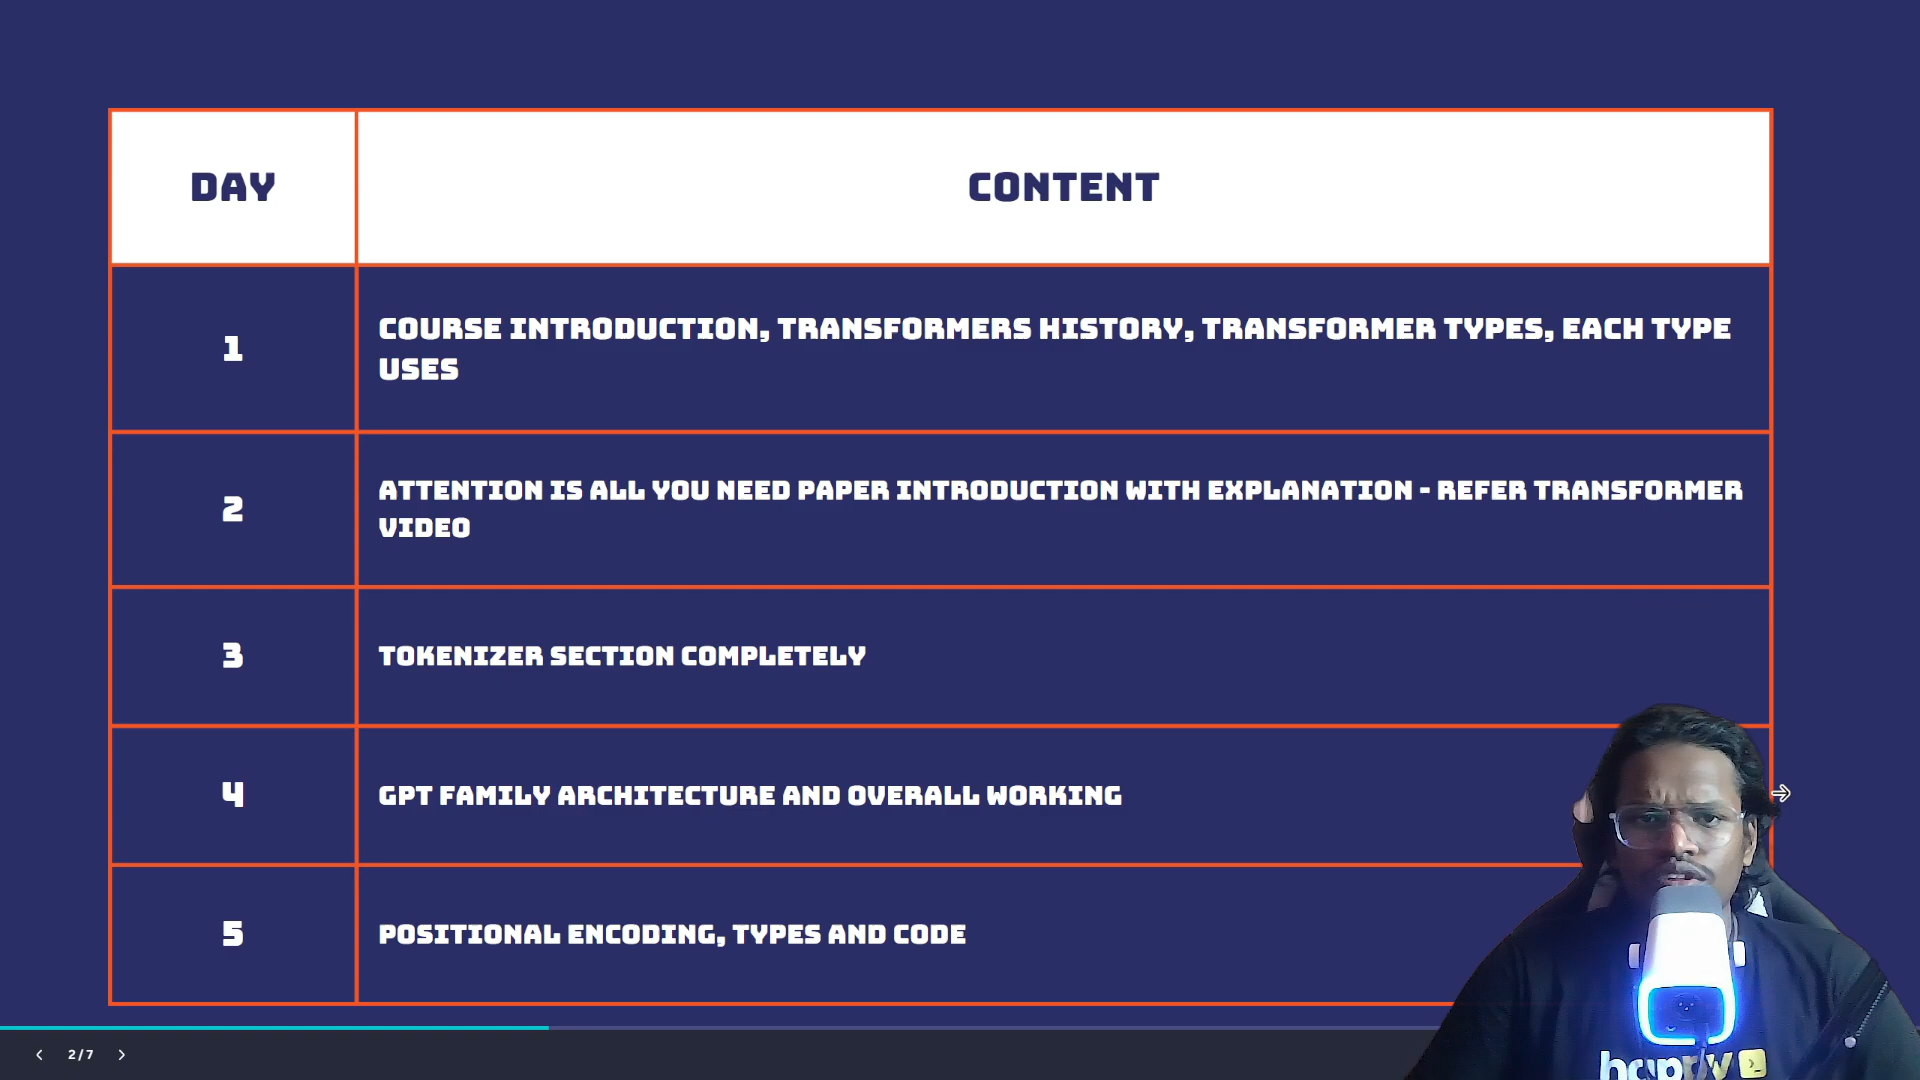 DAY
CONTENT
1
COURSE INTRODUCTION, TRANSFORMERS HISTORY, TRANSFORMER TYPES, EACH TYPE
USES
2
ATTENTION IS ALL YOU NEED PAPER INTRODUCTION WITH EXPLANATION - REFER TRANSFORMER
VIDEO
3
TOKENIZER SECTION COMPLETELY
4
GPT FAMILY ARCHITECTURE AND OVERALL WORKING
5
POSITIONAL ENCODING, TYPES AND CODE
2/7
happy